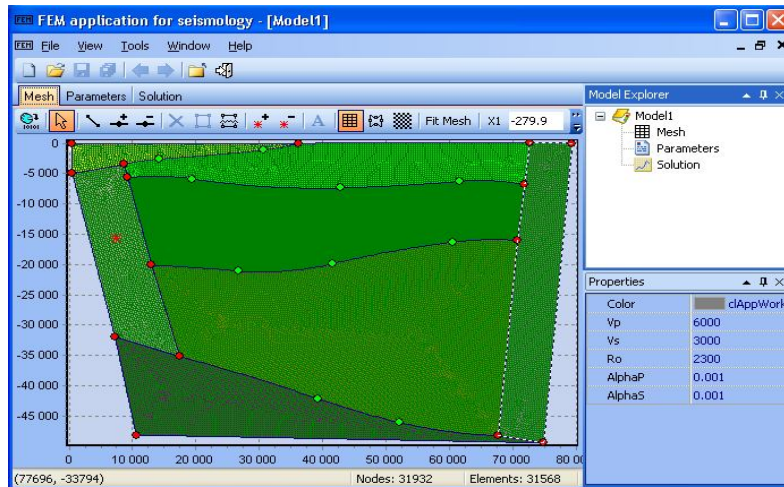 FEM FEM application for seismology - [Model1]
FEM File View Tools Window Help
Mesh Parameters Solution
A Fit Mesh X1 -279.9
Model Explorer
Model1
Mesh
Parameters
Solution
0
-5 000
-10 000
-15 000
-20 000
-25 000
-30 000
-35 000
-40 000
-45 000
0 10 000 20 000 30 000 40 000 50 000 60 000 70 000 80 00
Properties
Color clAppWork
Vp 6000
Vs 3000
Ro 2300
AlphaP 0.001
AlphaS 0.001
(77696, -33794) Nodes: 31932 Elements: 31568